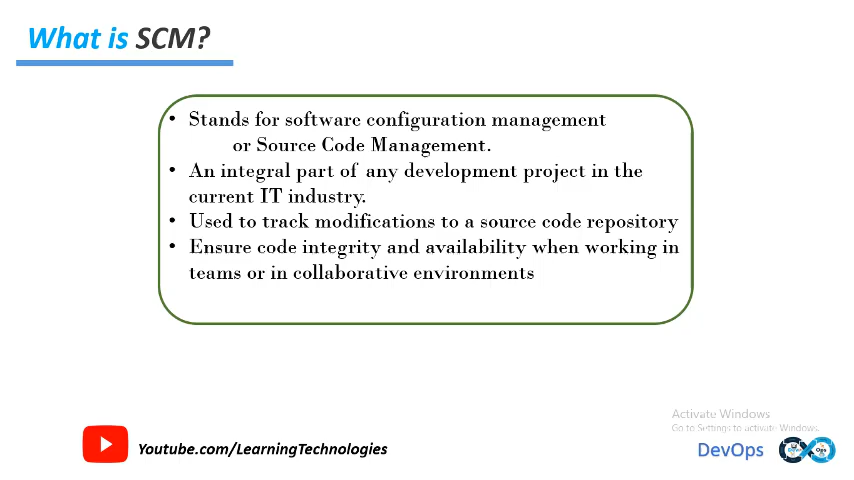 What is SCM?
• Stands for software configuration management
or Source Code Management.
• An integral part of any development project in the
current IT industry.
• Used to track modifications to a source code repository
• Ensure code integrity and availability when working in
teams or in collaborative environments
Activate Windows
Go to Settings to activate Windows.
Youtube.com/LearningTechnologies
DevOps
Ops